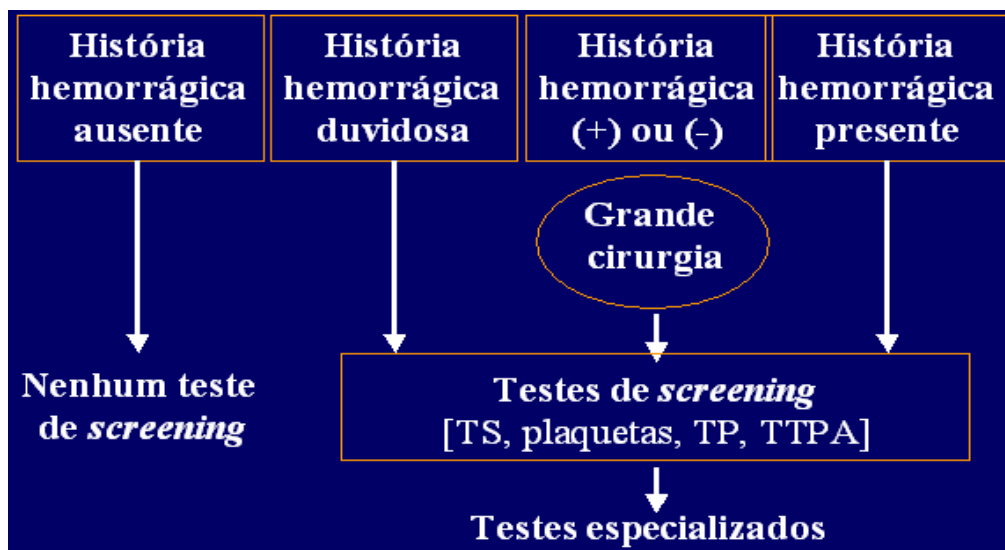 História
hemorrágica
ausente
História
hemorrágica
duvidosa
História
hemorrágica
(+) ou (-)
História
hemorrágica
presente
Grande
cirurgia
Nenhum teste
de screening
Testes de screening
[TS, plaquetas, TP, TTPA]
Testes especializados